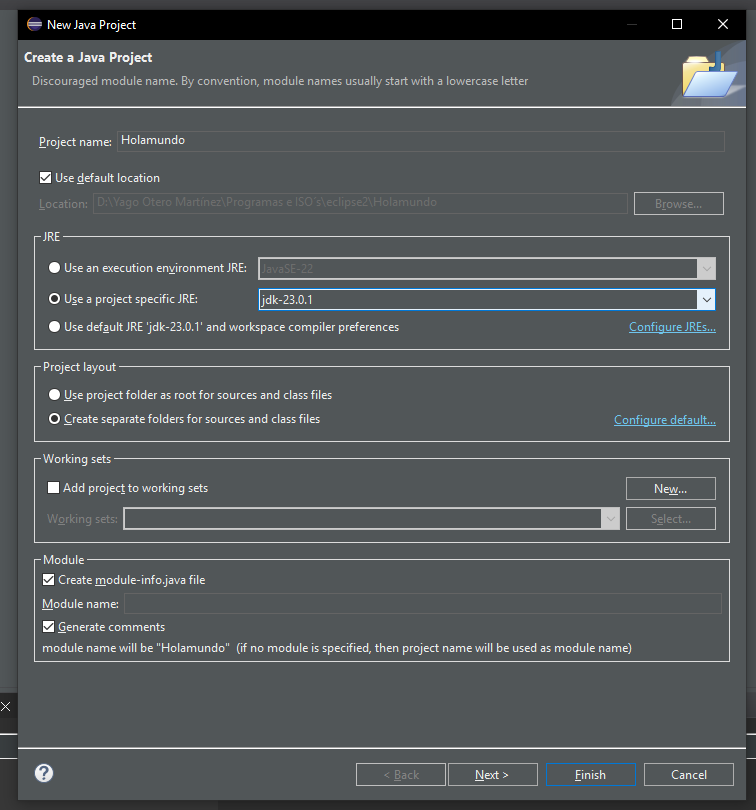 New Java Project
Create a Java Project
Discouraged module name. By convention, module names usually start with a lowercase letter
Project name: Holamundo
Use default location
Location: D:\Yago Otero Martínez\Programas e ISO's\eclipse2\Holamundo Browse...
JRE
Use an execution environment JRE: JavaSE-22
Use a project specific JRE: jdk-23.0.1
Use default JRE 'jdk-23.0.1' and workspace compiler preferences Configure JREs...
Project layout
Use project folder as root for sources and class files
Create separate folders for sources and class files Configure default...
Working sets
Add project to working sets New...
Working sets: Select...
Module
Create module-info.java file
Module name:
Generate comments
module name will be "Holamundo" (if no module is specified, then project name will be used as module name)
? < Back Next > Finish Cancel